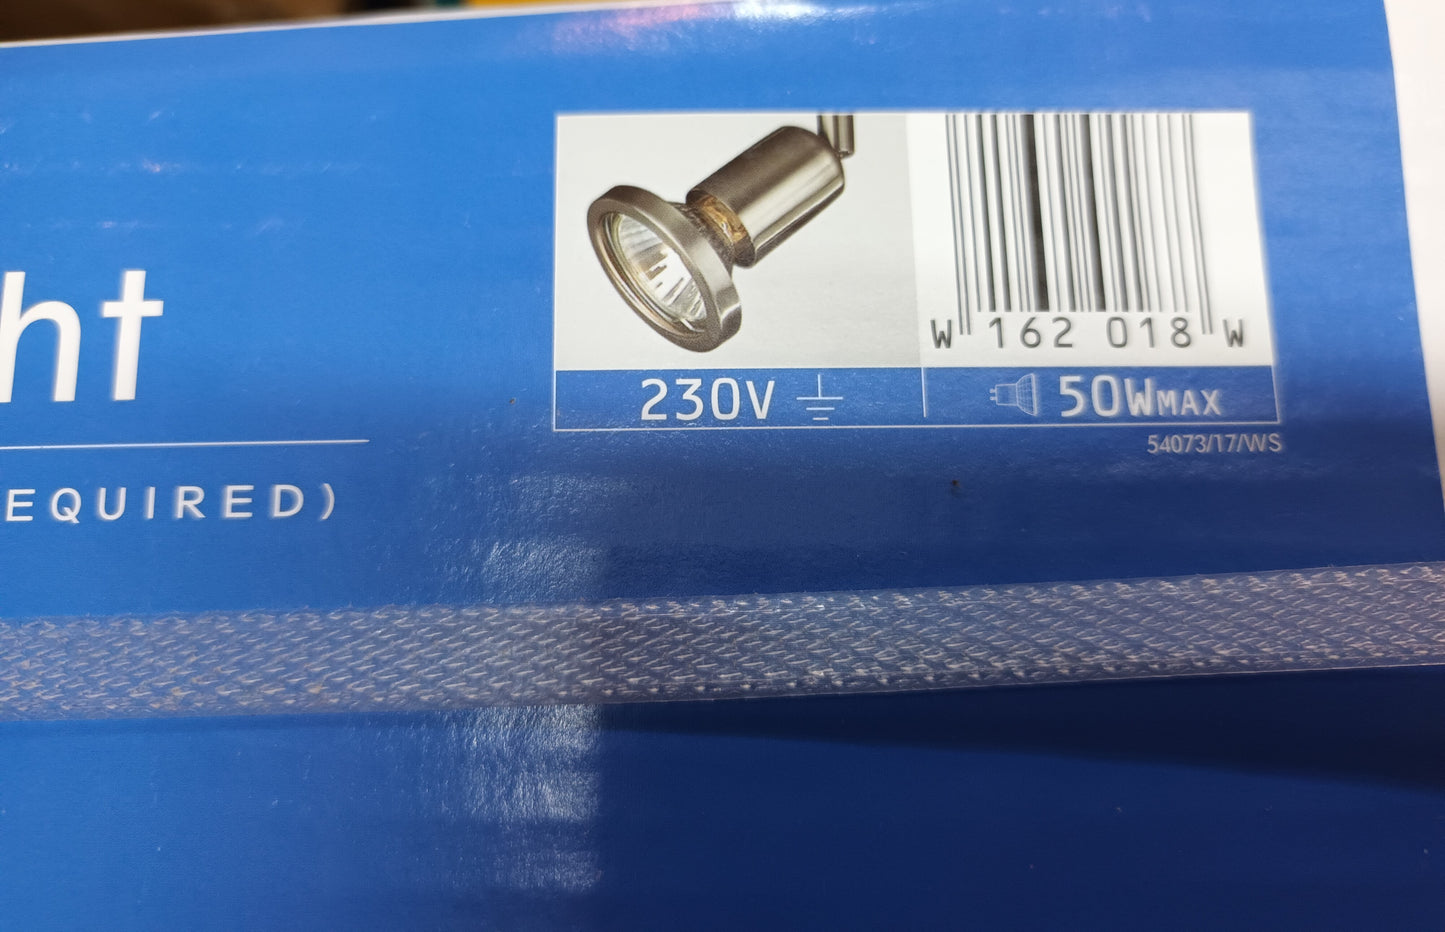 ht
EQUIRED)
W 162 018 W
230V
50WMAX
54073/17/WS